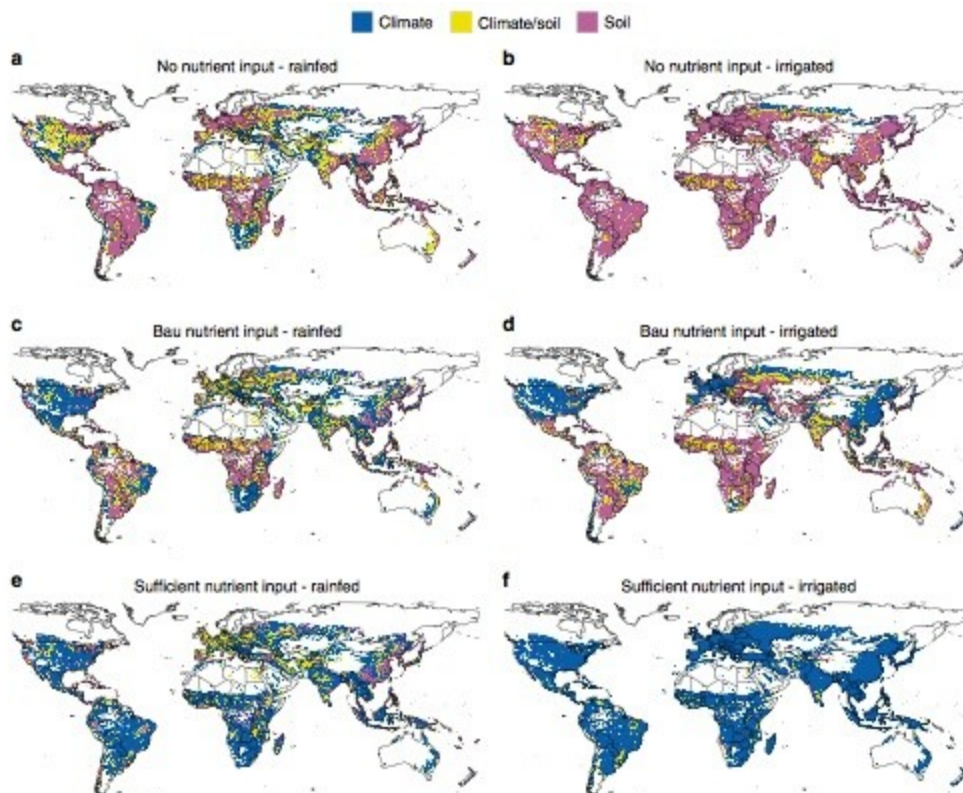 Climate Climate/soil Soil
a b
No nutrient input - rainfed No nutrient input - irrigated
c d
Bau nutrient input - rainfed Bau nutrient input - irrigated
e f
Sufficient nutrient input - rainfed Sufficient nutrient input - irrigated